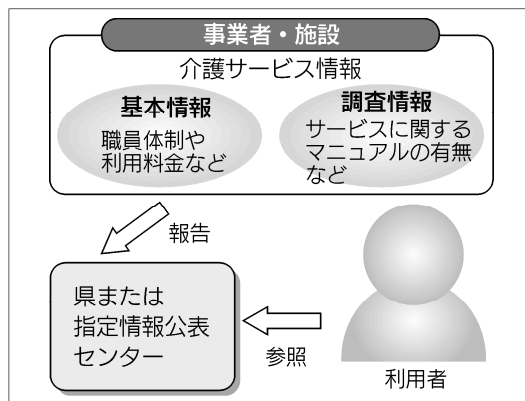 事業者・施設
介護サービス情報
基本情報
職員体制や
利用料金など
調査情報
サービスに関する
マニュアルの有無
など
報告
県または
指定情報公表
センター
参照
利用者